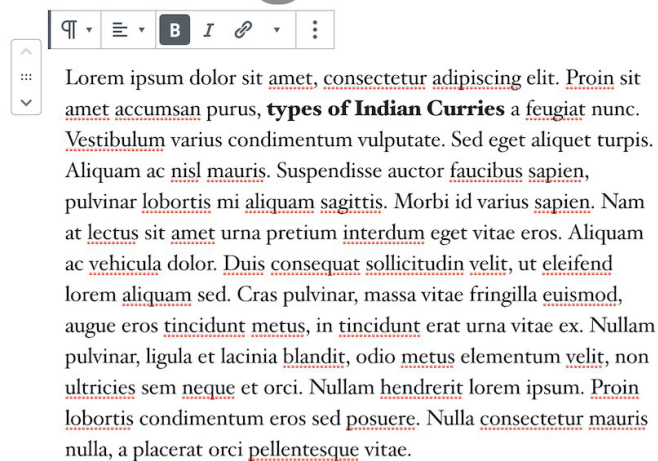 Lorem ipsum dolor sit amet, consectetur adipiscing elit. Proin sit
amet accumsan purus, types of Indian Curries a feugiat nunc.
Vestibulum varius condimentum vulputate. Sed eget aliquet turpis.
Aliquam ac nisl mauris. Suspendisse auctor faucibus sapien,
pulvinar lobortis mi aliquam sagittis. Morbi id varius sapien. Nam
at lectus sit amet urna pretium interdum eget vitae eros. Aliquam
ac vehicula dolor. Duis consequat sollicitudin velit, ut eleifend
lorem aliquam sed. Cras pulvinar, massa vitae fringilla euismod,
augue eros tincidunt metus, in tincidunt erat urna vitae ex. Nullam
pulvinar, ligula et lacinia blandit, odio metus elementum velit, non
ultricies sem neque et orci. Nullam hendrerit lorem ipsum. Proin
lobortis condimentum eros sed posuere. Nulla consectetur mauris
nulla, a placerat orci pellentesque vitae.